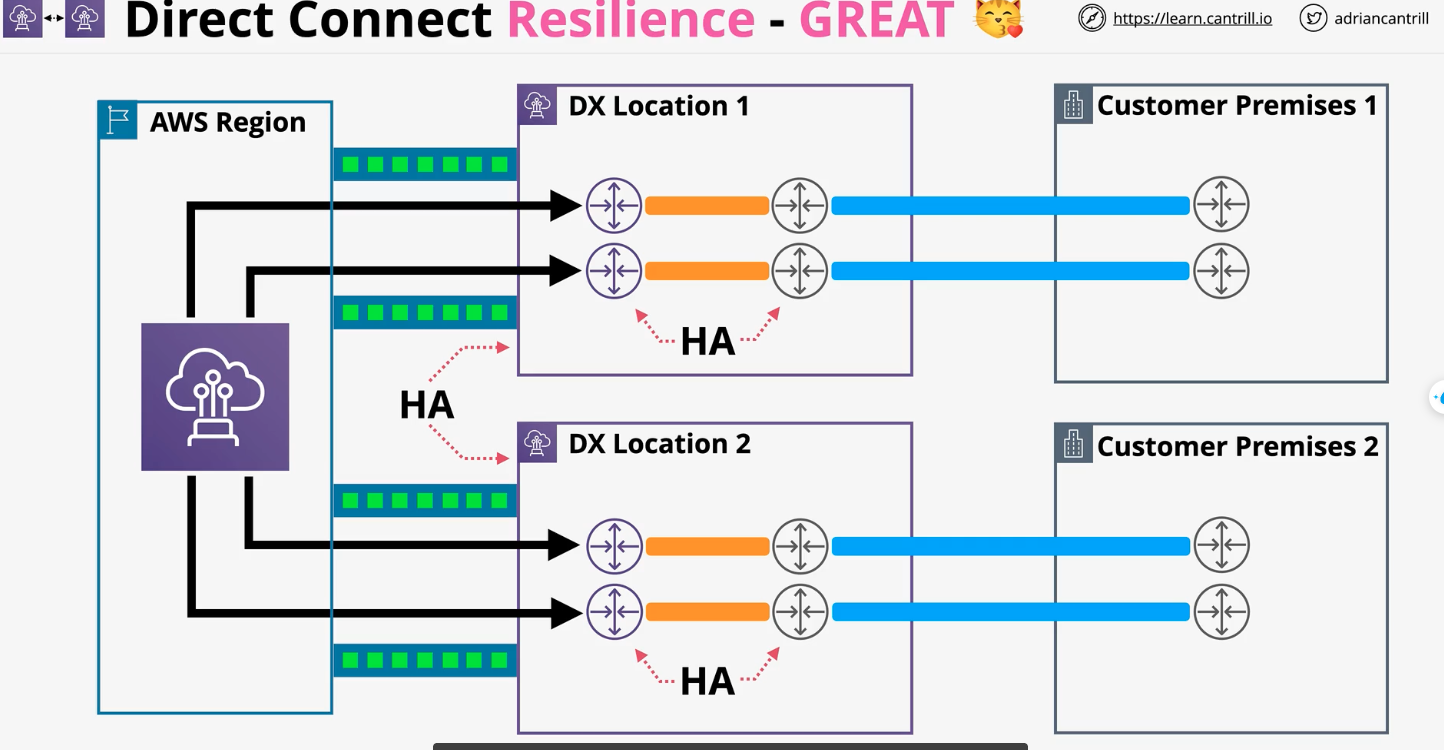 Direct Connect Resilience - GREAT
https://learn.cantrill.io
adriancantrill
AWS Region
DX Location 1
Customer Premises 1
HA
HA
DX Location 2
Customer Premises 2
HA